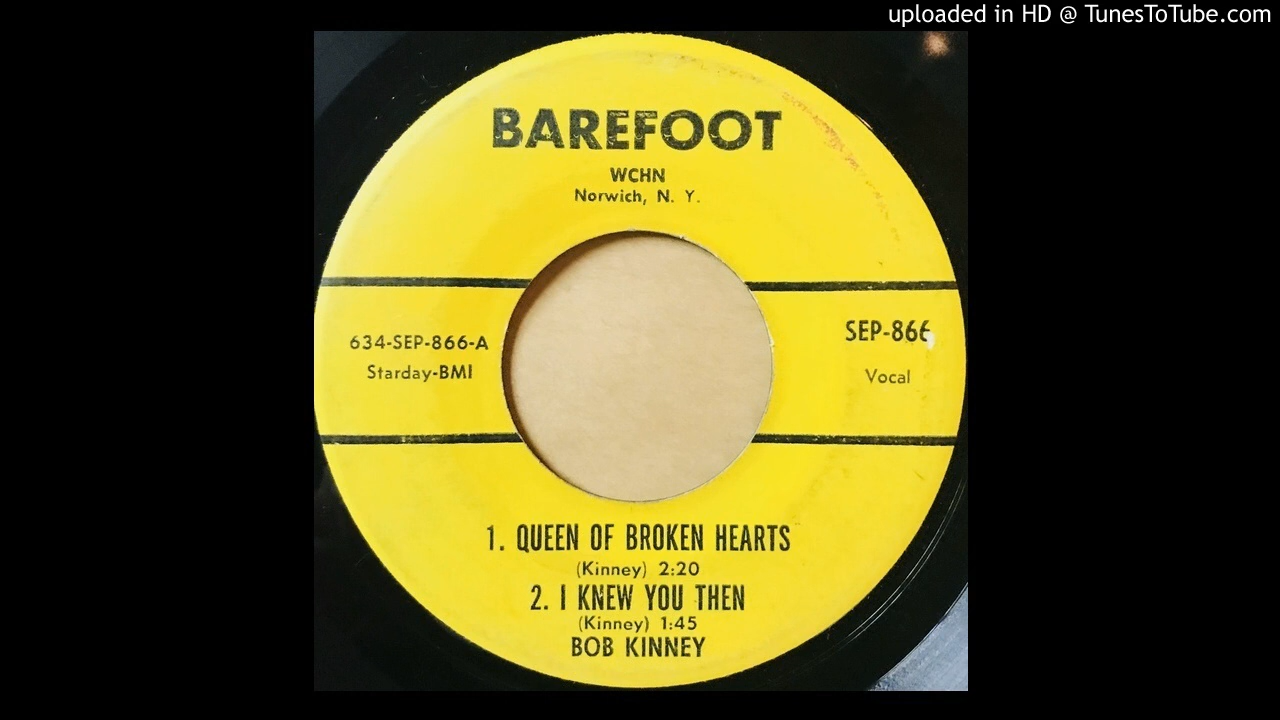 uploaded in HD @ TunesToTube.com
BAREFOOT
WCHN
Norwich, N. Y.
634-SEP-866-A
Starday-BMI
SEP-866
Vocal
1. QUEEN OF BROKEN HEARTS
(Kinney) 2:20
2. I KNEW YOU THEN
(Kinney) 1:45
BOB KINNEY